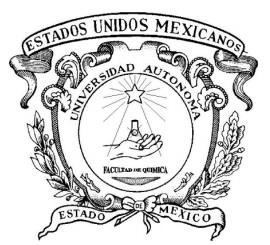 ESTADOS UNIDOS MEXICANOS
UNIVERSIDAD AUTONOMA
FACULTAD DE QUIMICA
ESTADO DE MEXICO